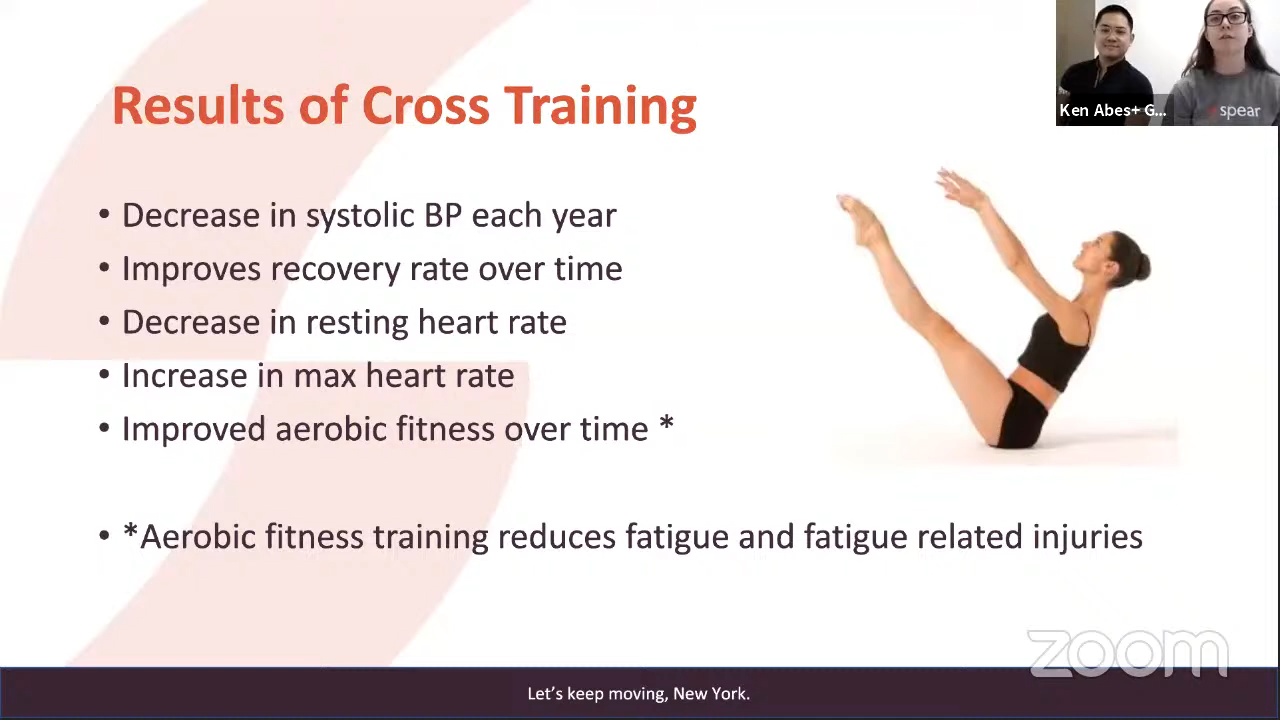 Results of Cross Training
Ken Abes+ G...
spear
• Decrease in systolic BP each year
• Improves recovery rate over time
• Decrease in resting heart rate
• Increase in max heart rate
• Improved aerobic fitness over time *
• *Aerobic fitness training reduces fatigue and fatigue related injuries
zoom
Let's keep moving, New York.